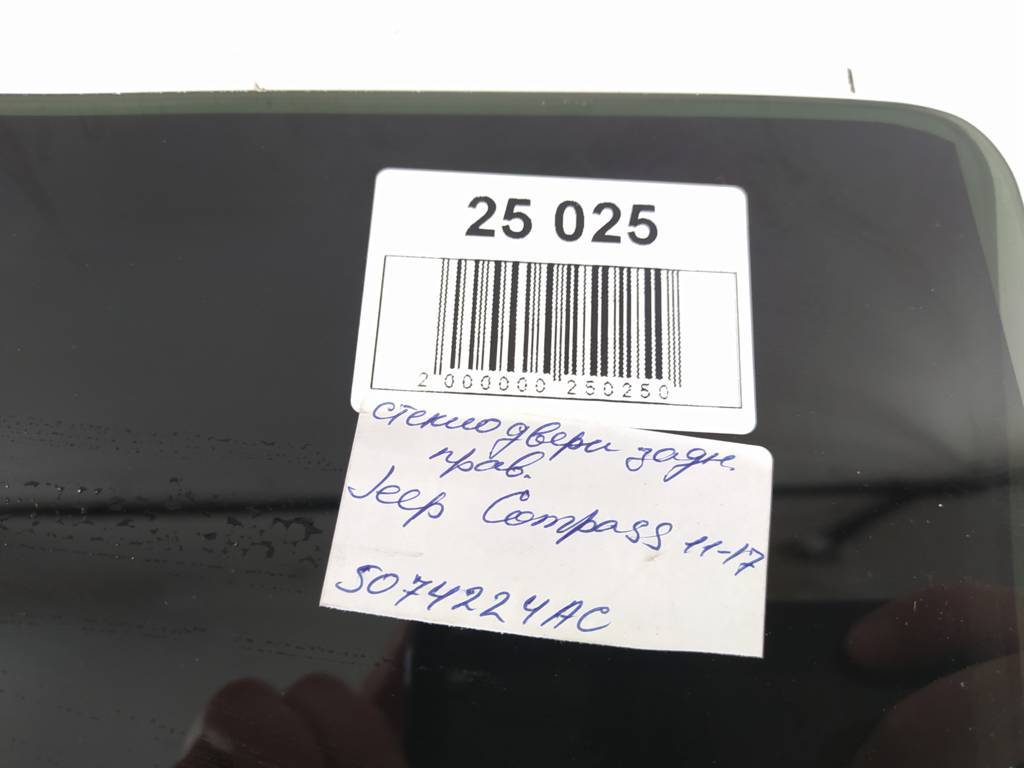 25 025
2 000000 250250
стекло двери задн.
прав.
Jeep Compass 11-17
5074224AC